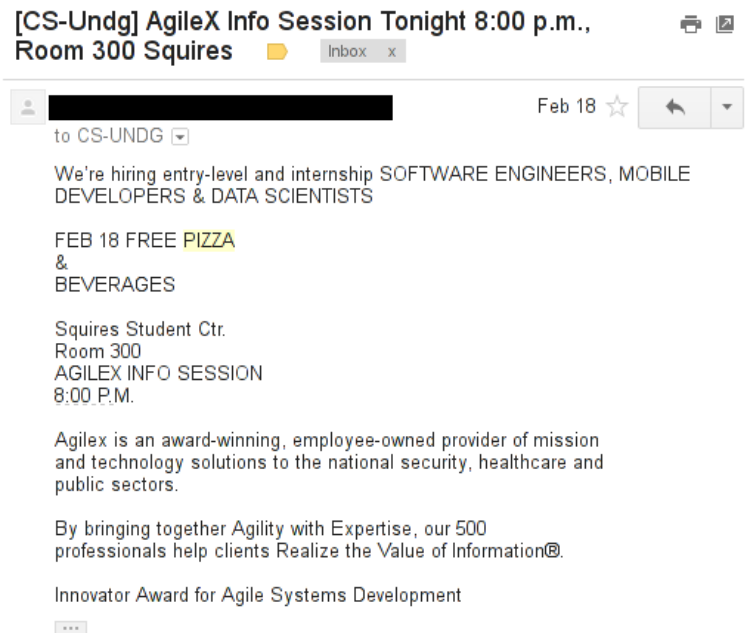 [CS-Undg] AgileX Info Session Tonight 8:00 p.m.,
Room 300 Squires
Inbox x
Feb 18
to CS-UNDG
We're hiring entry-level and internship SOFTWARE ENGINEERS, MOBILE
DEVELOPERS & DATA SCIENTISTS
FEB 18 FREE PIZZA
&
BEVERAGES
Squires Student Ctr.
Room 300
AGILEX INFO SESSION
8:00 P.M.
Agilex is an award-winning, employee-owned provider of mission
and technology solutions to the national security, healthcare and
public sectors.
By bringing together Agility with Expertise, our 500
professionals help clients Realize the Value of Information®.
Innovator Award for Agile Systems Development